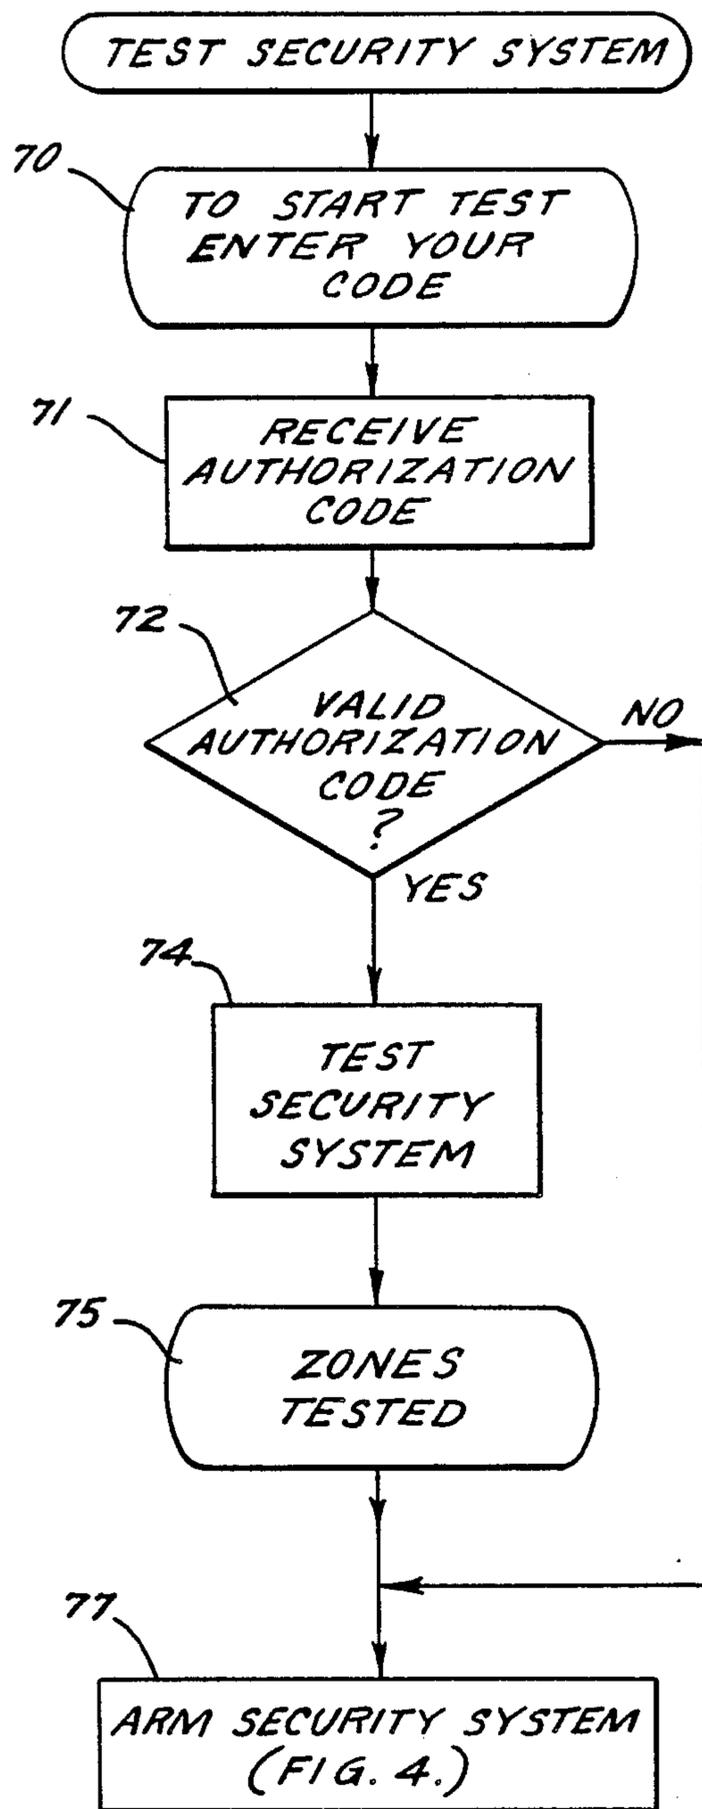 TEST SECURITY SYSTEM
70
TO START TEST
ENTER YOUR
CODE
71
RECEIVE
AUTHORIZATION
CODE
72
VALID
AUTHORIZATION
CODE
?
NO
YES
74
TEST
SECURITY
SYSTEM
75
ZONES
TESTED
77
ARM SECURITY SYSTEM
(FIG. 4.)